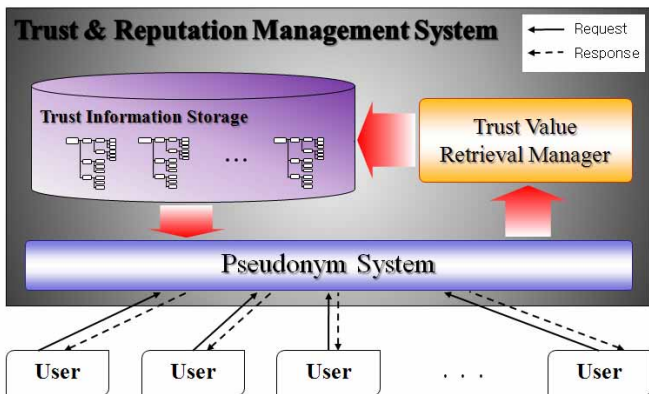 Trust & Reputation Management System
Request
Response
Trust Information Storage
...
Trust Value
Retrieval Manager
Pseudonym System
User
User
User
. . .
User